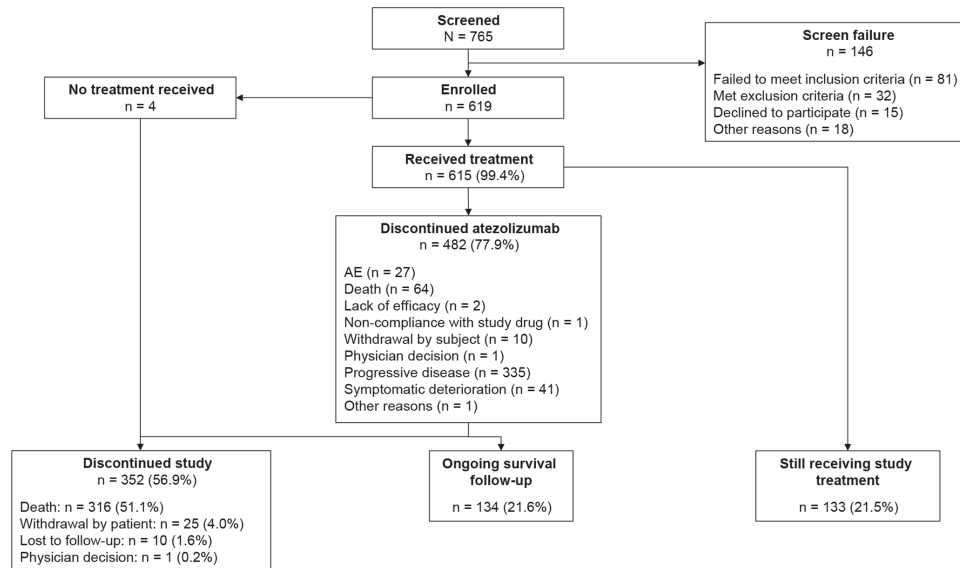 Screened
N = 765
Screen failure
n = 146
Failed to meet inclusion criteria (n = 81)
Met exclusion criteria (n = 32)
Declined to participate (n = 15)
Other reasons (n = 18)
No treatment received
n = 4
Enrolled
n = 619
Received treatment
n = 615 (99.4%)
Discontinued atezolizumab
n = 482 (77.9%)
AE (n = 27)
Death (n = 64)
Lack of efficacy (n = 2)
Non-compliance with study drug (n = 1)
Withdrawal by subject (n = 10)
Physician decision (n = 1)
Progressive disease (n = 335)
Symptomatic deterioration (n = 41)
Other reasons (n = 1)
Discontinued study
n = 352 (56.9%)
Death: n = 316 (51.1%)
Withdrawal by patient: n = 25 (4.0%)
Lost to follow-up: n = 10 (1.6%)
Physician decision: n = 1 (0.2%)
Ongoing survival
follow-up
n = 134 (21.6%)
Still receiving study
treatment
n = 133 (21.5%)